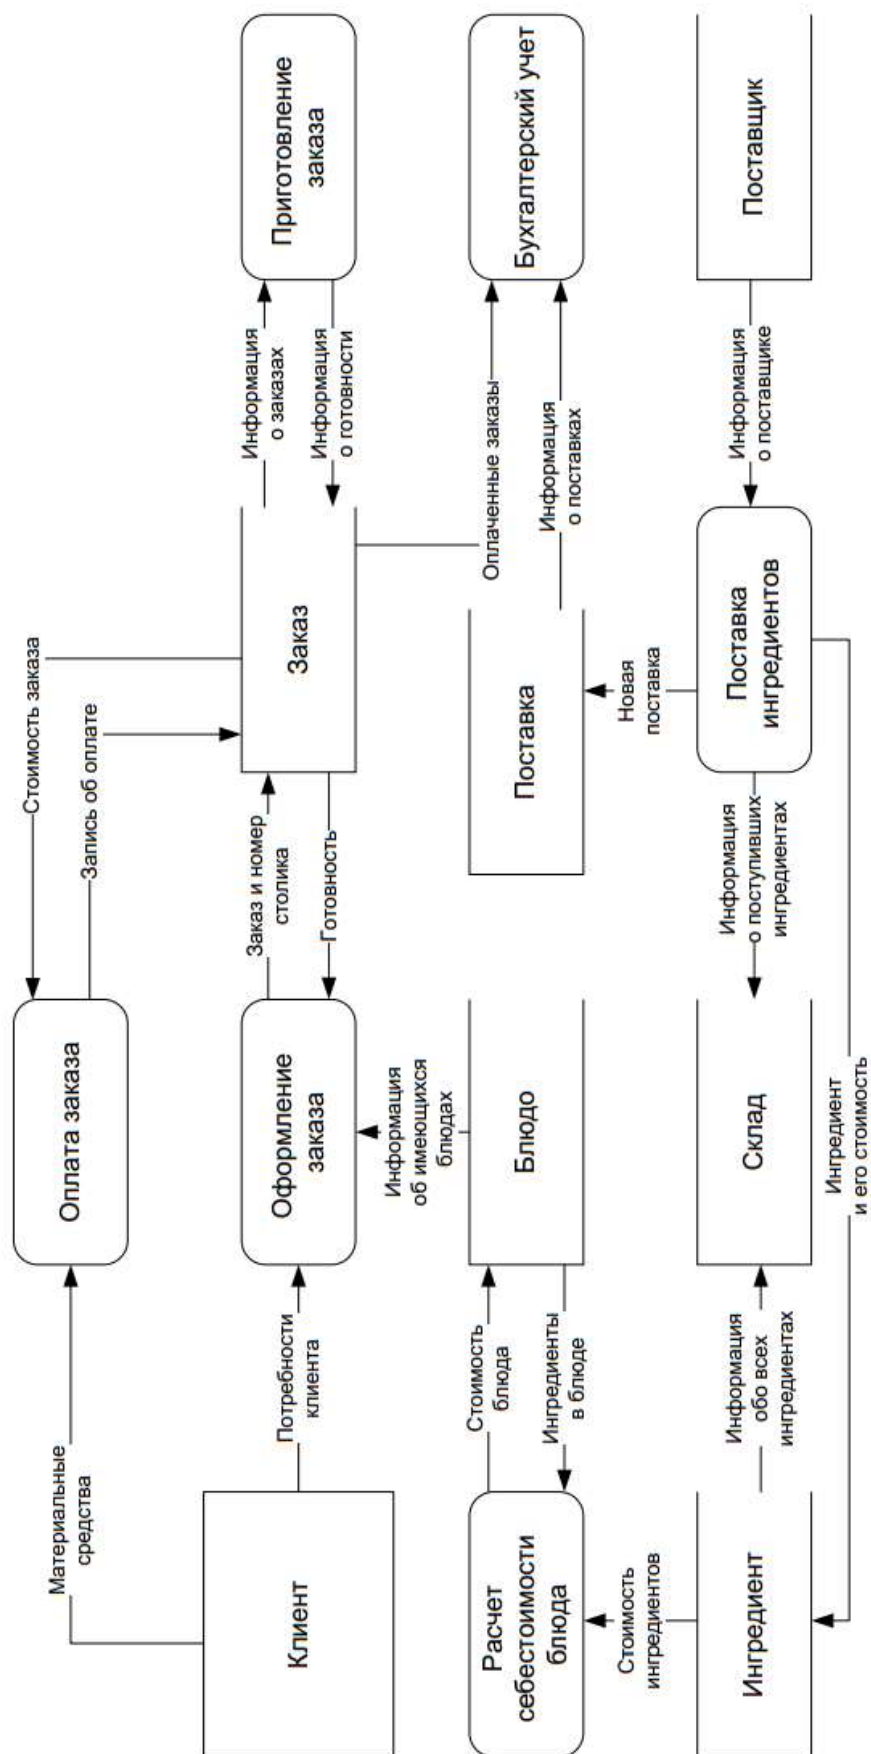 Материальные
средства
Оплата заказа
Стоимость заказа
Запись об оплате
Клиент
Потребности
клиента
Оформление
заказа
Заказ и номер
столика
Готовность
Заказ
Информация
о заказах
Информация
о готовности
Приготовление
заказа
Информация
об имеющихся
блюдах
Оплаченные заказы
Расчет
себестоимости
блюда
Стоимость
блюда
Ингредиенты
в блюде
Блюдо
Поставка
Информация
о поставках
Бухгалтерский учет
Стоимость
ингредиентов
Новая
поставка
Ингредиент
Информация
обо всех
ингредиентах
Склад
Информация
о поступивших
ингредиентах
Поставка
ингредиентов
Информация
о поставщике
Поставщик
Ингредиент
и его стоимость